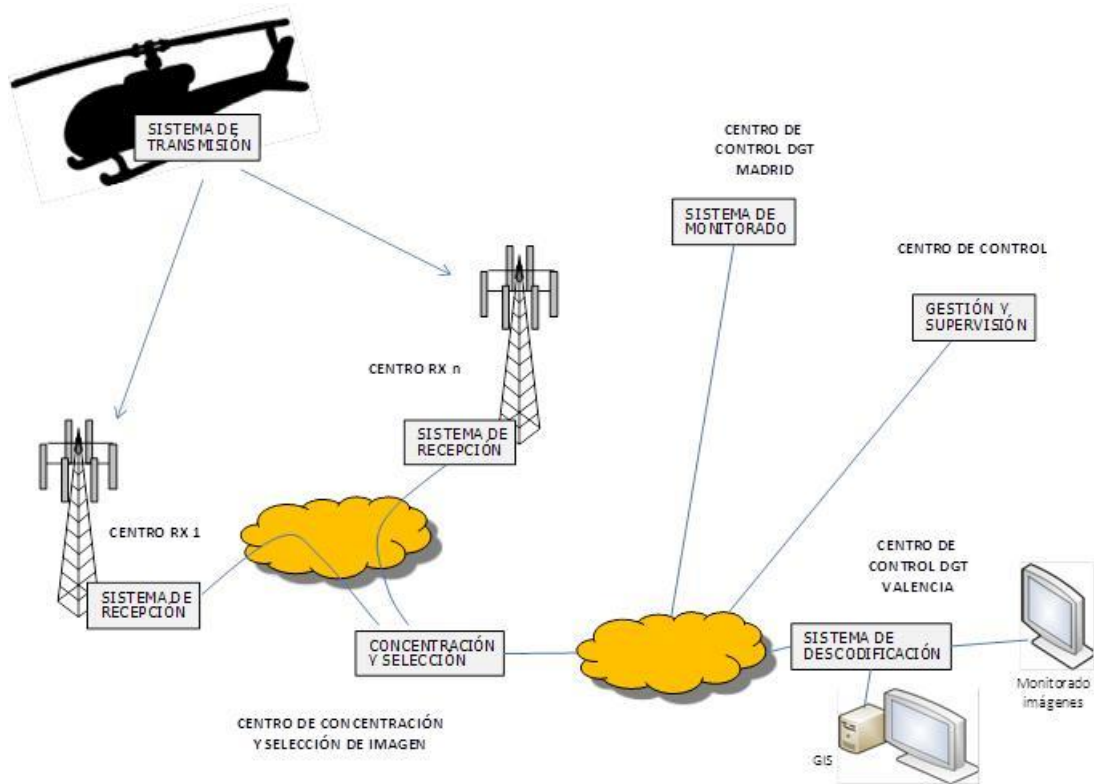 SISTEMA DE
TRANSMISIÓN
CENTRO DE
CONTROL DGT
MADRID
SISTEMA DE
MONITORADO
CENTRO DE CONTROL
GESTIÓN Y
SUPERVISIÓN
CENTRO RX n
SISTEMA DE
RECEPCIÓN
CENTRO RX 1
SISTEMA DE
RECEPCIÓN
CONCENTRACIÓN
Y SELECCIÓN
CENTRO DE CONCENTRACIÓN
Y SELECCIÓN DE IMAGEN
CENTRO DE
CONTROL DGT
VALENCIA
SISTEMA DE
DESCODIFICACIÓN
Monitorado
imágenes
GIS